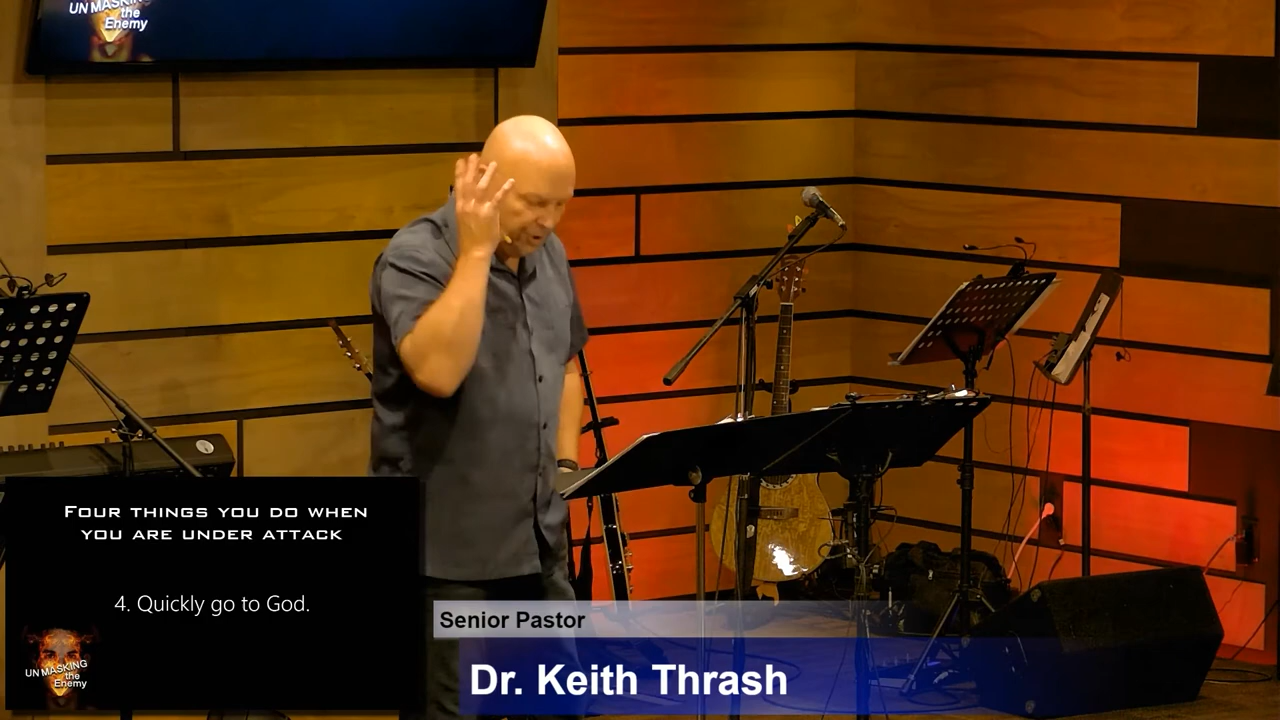 UN MASKING
the
Enemy
FOUR THINGS YOU DO WHEN
YOU ARE UNDER ATTACK
4. Quickly go to God.
UN MASKING
the
Enemy
Senior Pastor
Dr. Keith Thrash